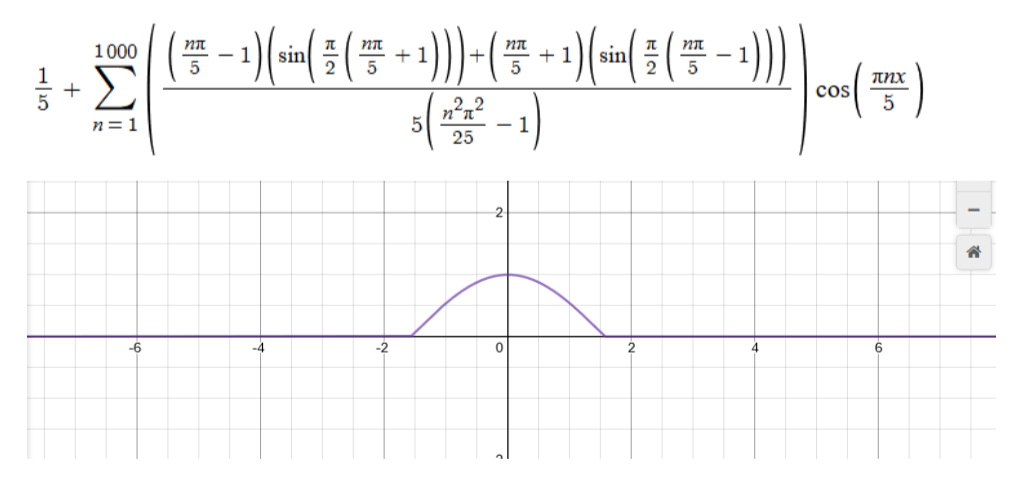 1/5 + ∑_{n=1}^{1000} ( ((nπ/5 − 1)(sin(π/2(nπ/5 + 1)))+(nπ/5 + 1)(sin(π/2(nπ/5 − 1)))) / 5(n²π²/25 − 1) ) cos(πnx/5)
2
-6 -4 -2 0 2 4 6